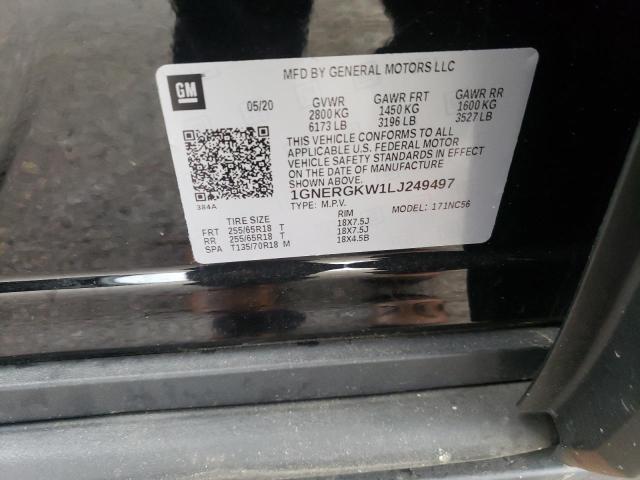 GM
MFD BY GENERAL MOTORS LLC
05/20 GVWR GAWR FRT GAWR RR
2800 KG 1450 KG 1600 KG
6173 LB 3196 LB 3527 LB
THIS VEHICLE CONFORMS TO ALL
APPLICABLE U.S. FEDERAL MOTOR
VEHICLE SAFETY STANDARDS IN EFFECT
ON THE DATE OF MANUFACTURE SHOWN ABOVE.
1GNERGKW1LJ249497
384A TYPE: M.P.V. MODEL: 171NC56
TIRE SIZE RIM
FRT 255/65R18 T 18X7.5J
RR 255/65R18 T 18X7.5J
SPA T135/70R18 M 18X4.5B